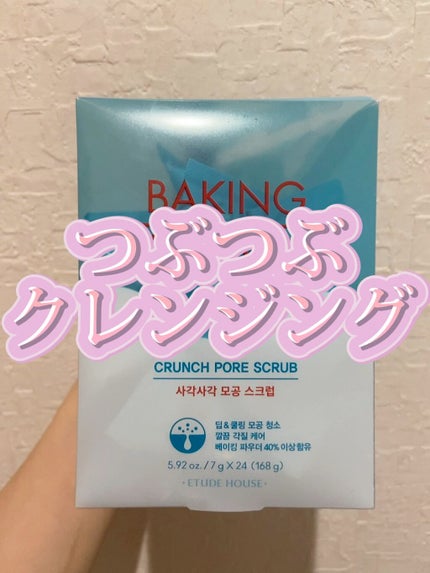 BAKING
つぶつぶ
クレンジング
CRUNCH PORE SCRUB
사각사각 모공 스크럽
딥&쿨링 모공 청소
깔끔 각질 케어
베이킹 파우더 40% 이상 함유
5.92 oz. / 7 g X 24 (168 g)
·ETUDE HOUSE·